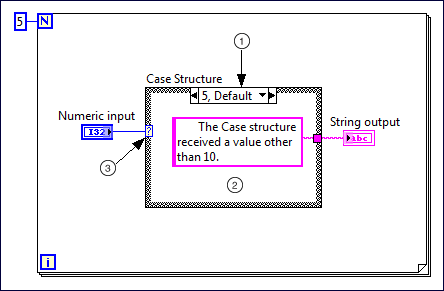 5 N
1
Case Structure
5, Default
Numeric input
I32
?
The Case structure
received a value other
than 10.
String output
abc
3
2
i